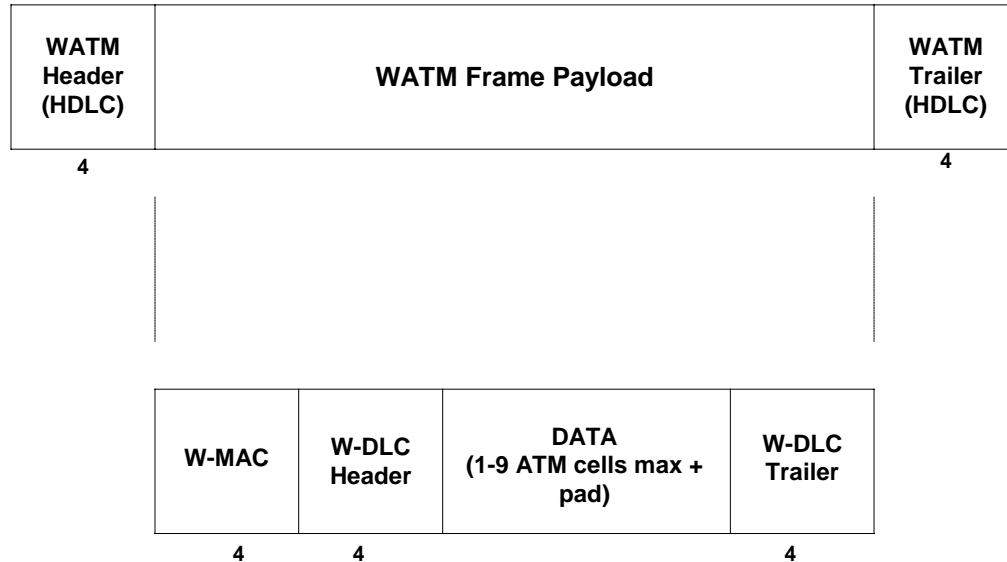 WATM
Header
(HDLC)
WATM Frame Payload
WATM
Trailer
(HDLC)
4
4
W-MAC
W-DLC
Header
DATA
(1-9 ATM cells max +
pad)
W-DLC
Trailer
4
4
4